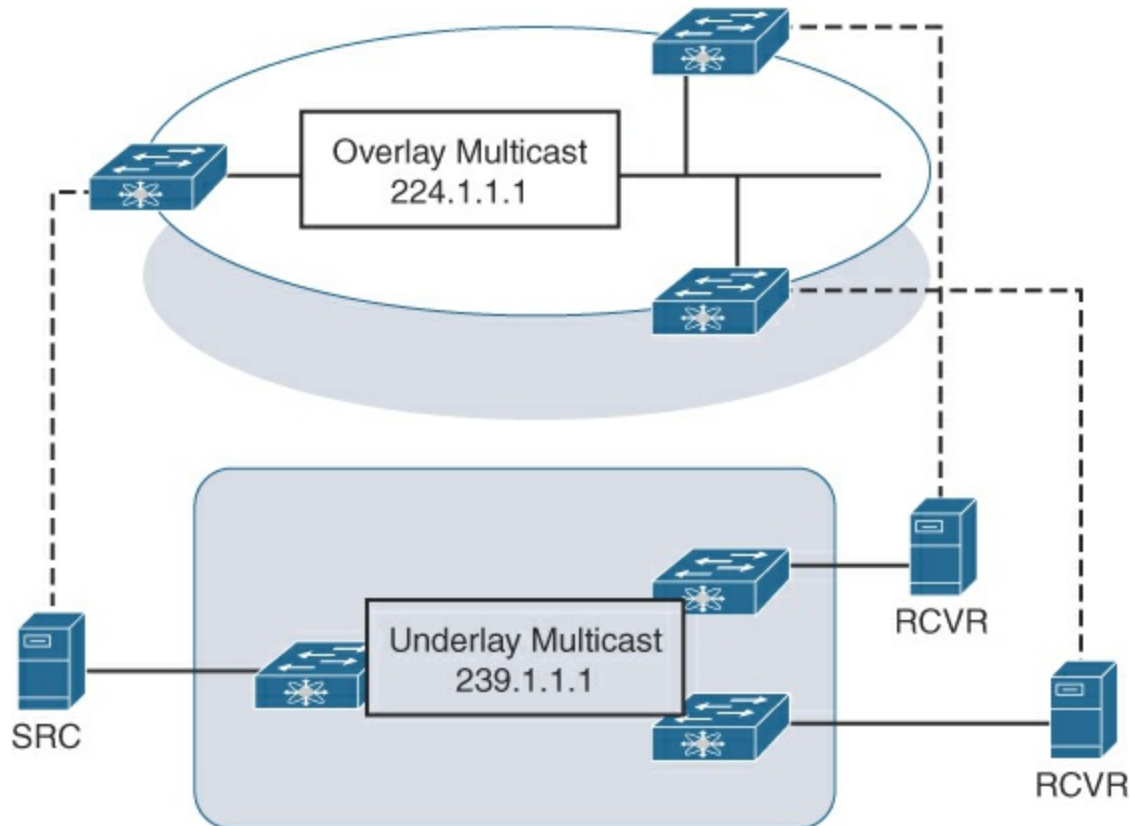 Overlay Multicast
224.1.1.1
Underlay Multicast
239.1.1.1
RCVR
SRC
RCVR